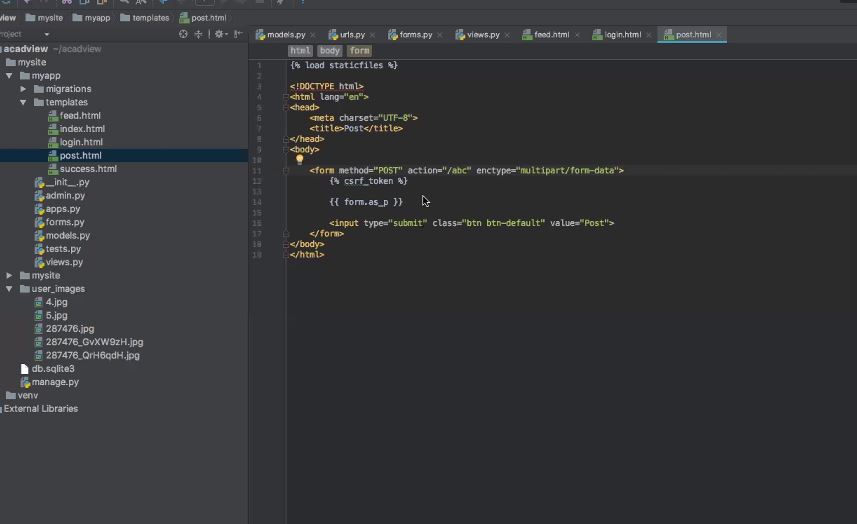 view mysite myapp templates post.html
roject
acadview ~/acadview
mysite
myapp
migrations
templates
feed.html
index.html
login.html
post.html
success.html
__init__.py
admin.py
apps.py
forms.py
models.py
tests.py
views.py
mysite
user_images
4.jpg
5.jpg
287476.jpg
287476_GvXW9zH.jpg
287476_QrH6qdH.jpg
db.sqlite3
manage.py
venv
External Libraries
models.py urls.py forms.py views.py feed.html login.html post.html
html body form
1 {% load staticfiles %}
2
3 <!DOCTYPE html>
4 <html lang="en">
5 <head>
6 <meta charset="UTF-8">
7 <title>Post</title>
8 </head>
9 <body>
10
11 <form method="POST" action="/abc" enctype="multipart/form-data">
12 {% csrf_token %}
13
14 {{ form.as_p }}
15
16 <input type="submit" class="btn btn-default" value="Post">
17 </form>
18 </body>
19 </html>